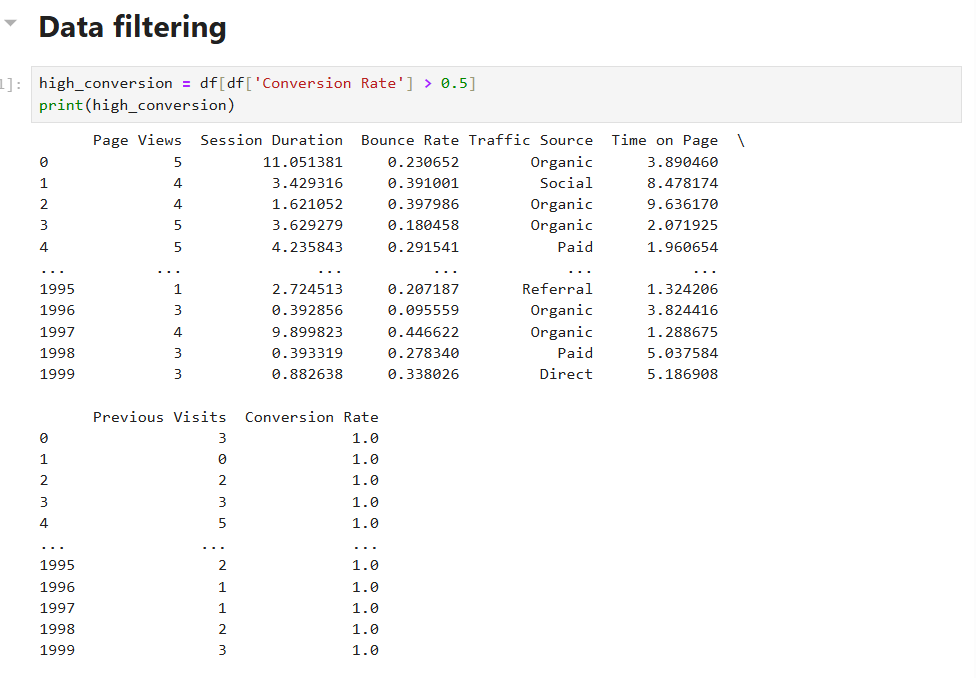 Data filtering
1]:
high_conversion = df[df['Conversion Rate'] > 0.5]
print(high_conversion)
      Page Views  Session Duration  Bounce Rate Traffic Source  Time on Page  \
0              5         11.051381     0.230652        Organic      3.890460
1              4          3.429316     0.391001         Social      8.478174
2              4          1.621052     0.397986        Organic      9.636170
3              5          3.629279     0.180458        Organic      2.071925
4              5          4.235843     0.291541           Paid      1.960654
...          ...               ...          ...            ...           ...
1995           1          2.724513     0.207187       Referral      1.324206
1996           3          0.392856     0.095559        Organic      3.824416
1997           4          9.899823     0.446622        Organic      1.288675
1998           3          0.393319     0.278340           Paid      5.037584
1999           3          0.882638     0.338026         Direct      5.186908
      Previous Visits  Conversion Rate
0                   3              1.0
1                   0              1.0
2                   2              1.0
3                   3              1.0
4                   5              1.0
...               ...              ...
1995                2              1.0
1996                1              1.0
1997                1              1.0
1998                2              1.0
1999                3              1.0